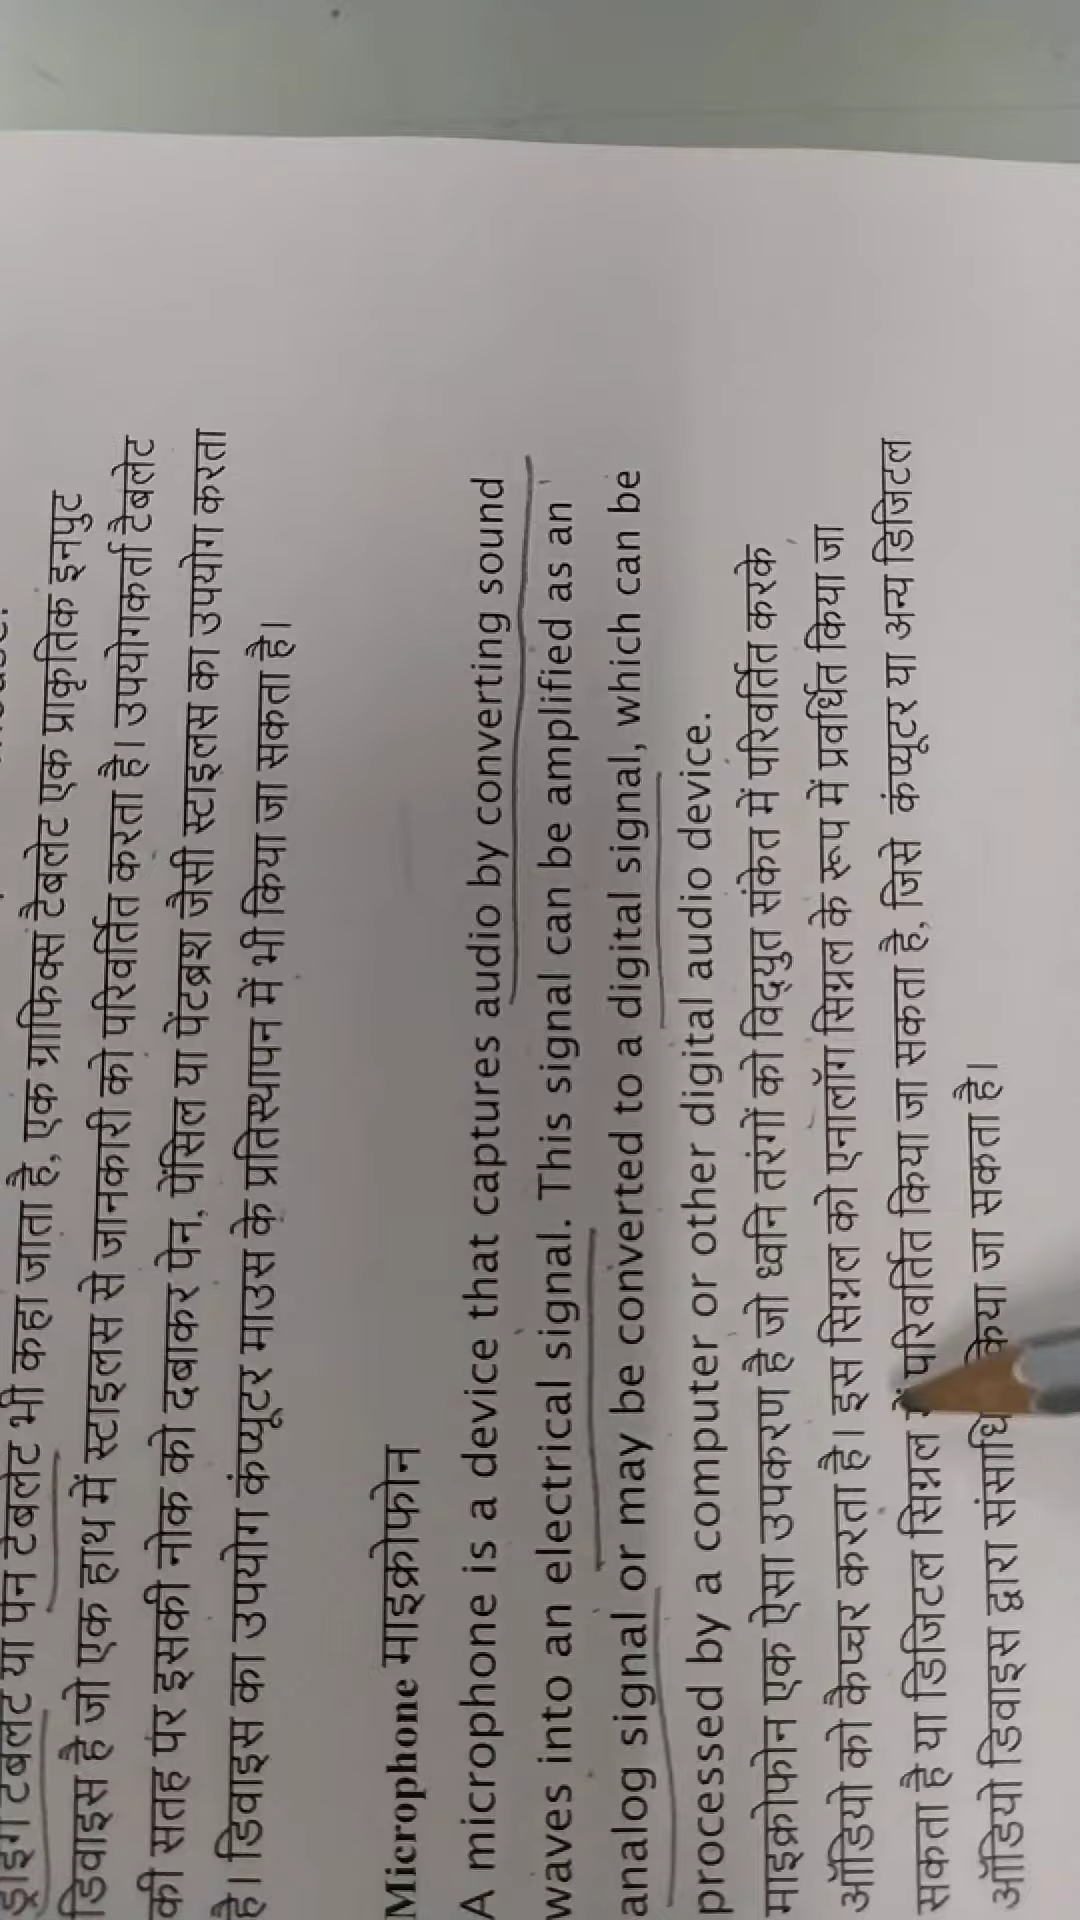 ड्राइंग टैबलेट या पेन टैबलेट भी कहा जाता है, एक ग्राफिक्स टैबलेट एक प्राकृतिक इनपुट
डिवाइस है जो एक हाथ में स्टाइलस से जानकारी को परिवर्तित करता है। उपयोगकर्ता टैबलेट
की सतह पर इसकी नोक को दबाकर पेन, पेंसिल या पेंटब्रश जैसी स्टाइलस का उपयोग करता
है। डिवाइस का उपयोग कंप्यूटर माउस के प्रतिस्थापन में भी किया जा सकता है।
Microphone माइक्रोफोन
A microphone is a device that captures audio by converting sound
waves into an electrical signal. This signal can be amplified as an
analog signal or may be converted to a digital signal, which can be
processed by a computer or other digital audio device.
माइक्रोफोन एक ऐसा उपकरण है जो ध्वनि तरंगों को विद्युत संकेत में परिवर्तित करके
ऑडियो को कैप्चर करता है। इस सिग्नल को एनालॉग सिग्नल के रूप में प्रवर्धित किया जा
सकता है या डिजिटल सिग्नल में परिवर्तित किया जा सकता है, जिसे कंप्यूटर या अन्य डिजिटल
ऑडियो डिवाइस द्वारा किया जा सकता है।